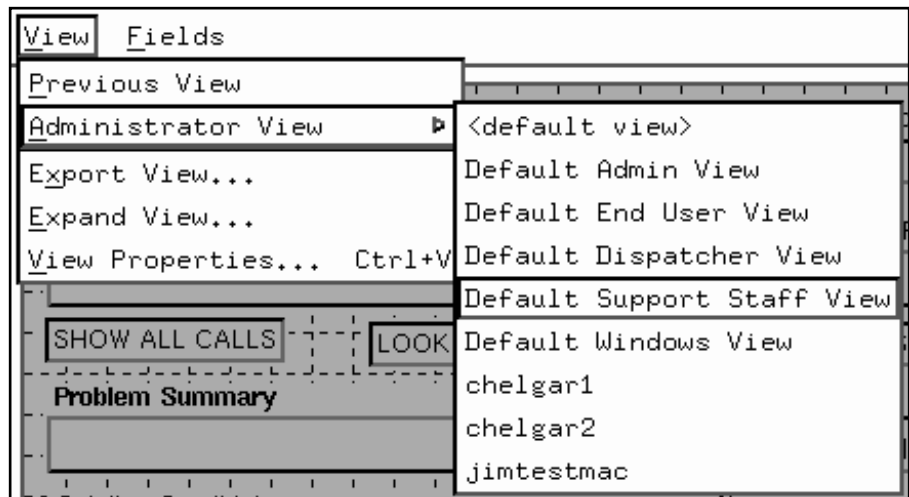 View Fields
Previous View
Administrator View
Export View...
Expand View...
View Properties... Ctrl+V
<default view>
Default Admin View
Default End User View
Default Dispatcher View
Default Support Staff View
Default Windows View
chelgar1
chelgar2
jimtestmac
SHOW ALL CALLS
LOOK
Problem Summary